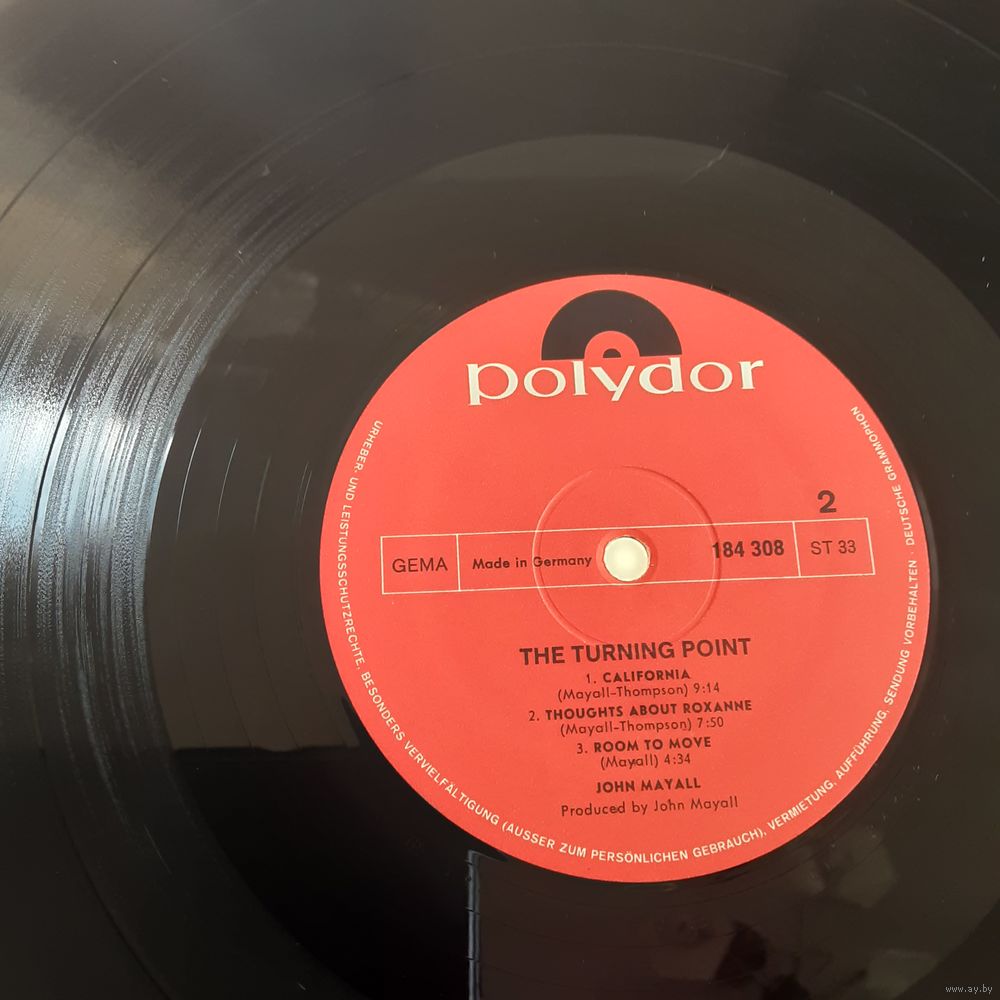 polydor
2
GEMA
Made in Germany
184 308
ST 33
THE TURNING POINT
1. CALIFORNIA
(Mayall-Thompson) 9:14
2. THOUGHTS ABOUT ROXANNE
(Mayall-Thompson) 7:50
3. ROOM TO MOVE
(Mayall) 4:34
JOHN MAYALL
Produced by John Mayall
URHEBER- UND LEISTUNGSSCHUTZRECHTE, BESONDERS VERVIELFÄLTIGUNG (AUSSER ZUM PERSÖNLICHEN GEBRAUCH), VERMIETUNG, AUFFÜHRUNG, SENDUNG VORBEHALTEN · DEUTSCHE GRAMMOPHON
www.ay.by